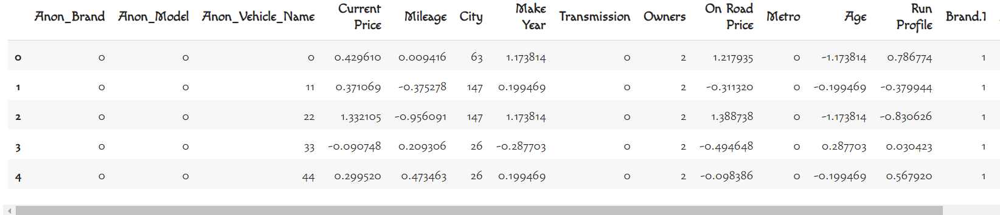 Anon_Brand Anon_Model Anon_Vehicle_Name Current Price Mileage City Make Year Transmission Owners On Road Price Metro Age Run Profile Brand.1
0 0 0 0 0.429610 0.009416 63 1.173814 0 2 1.217935 0 -1.173814 0.786774 1
1 0 0 11 0.371069 -0.375278 147 0.199469 0 2 -0.311320 0 -0.199469 -0.379944 1
2 0 0 22 1.332105 -0.956091 147 1.173814 0 2 1.388738 0 -1.173814 -0.830626 1
3 0 0 33 -0.090748 0.209306 26 -0.287703 0 2 -0.494648 0 0.287703 0.030423 1
4 0 0 44 0.299520 0.473463 26 0.199469 0 2 -0.098386 0 -0.199469 0.567920 1